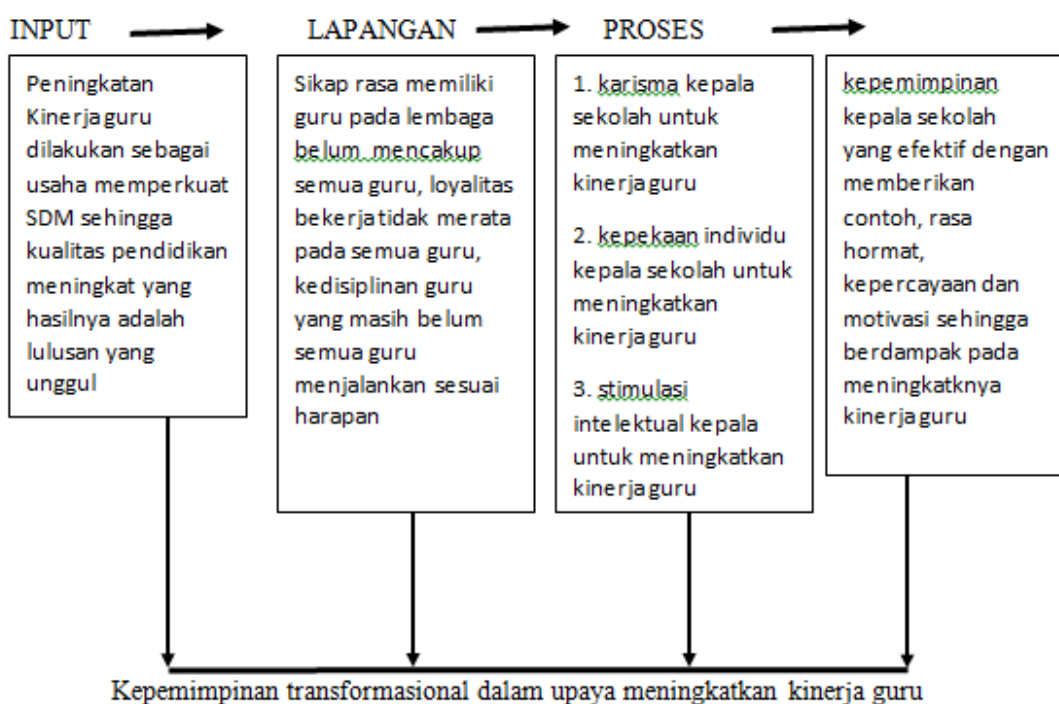 INPUT
LAPANGAN
PROSES
Peningkatan
Kinerja guru
dilakukan sebagai
usaha memperkuat
SDM sehingga
kualitas pendidikan
meningkat yang
hasilnya adalah
lulusan yang
unggul
Sikap rasa memiliki
guru pada lembaga
belum mencakup
semua guru, loyalitas
bekerja tidak merata
pada semua guru,
kedisiplinan guru
yang masih belum
semua guru
menjalankan sesuai
harapan
1. karisma kepala
sekolah untuk
meningkatkan
kinerja guru
2. kepekaan individu
kepala sekolah untuk
meningkatkan
kinerja guru
3. stimulasi
intelektual kepala
untuk meningkatkan
kinerja guru
kepemimpinan
kepala sekolah
yang efektif dengan
memberikan
contoh, rasa
hormat,
kepercayaan dan
motivasi sehingga
berdampak pada
meningkatknya
kinerja guru
Kepemimpinan transformasional dalam upaya meningkatkan kinerja guru